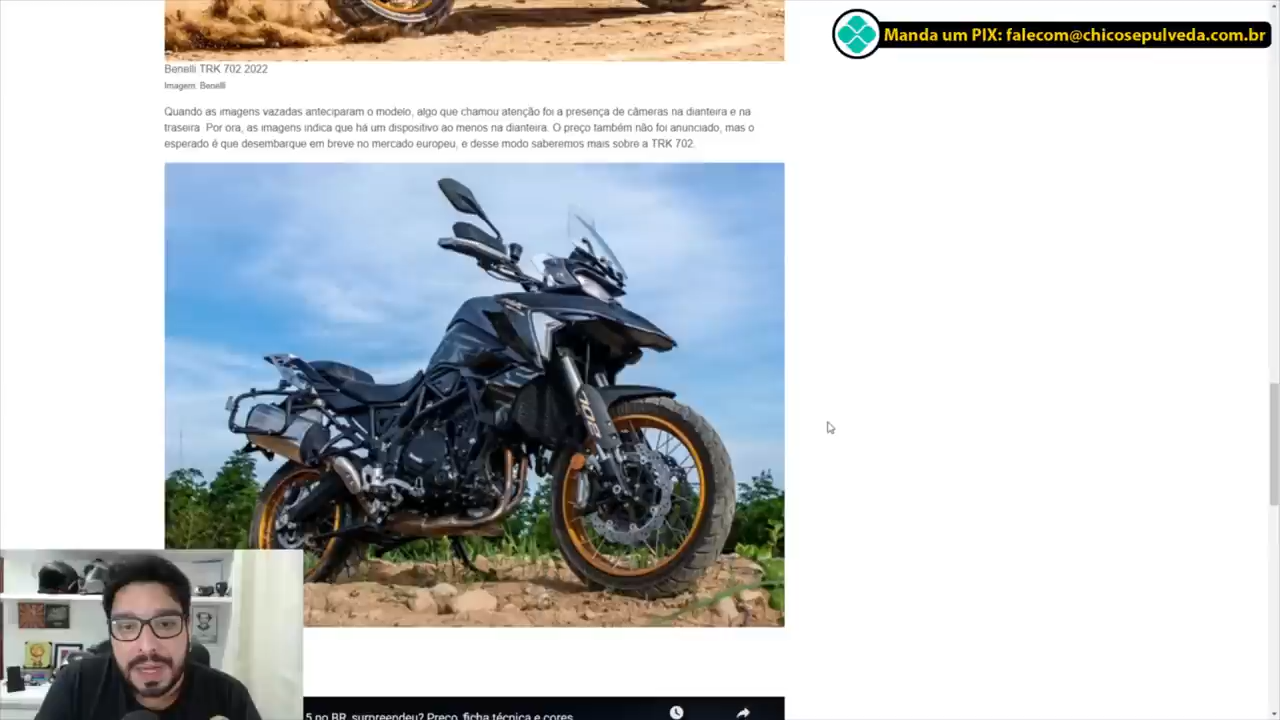 Manda um PIX: falecom@chicosepulveda.com.br
Benelli TRK 702 2022
Imagem: Benelli
Quando as imagens vazadas anteciparam o modelo, algo que chamou atenção foi a presença de câmeras na dianteira e na
traseira. Por ora, as imagens indica que há um dispositivo ao menos na dianteira. O preço também não foi anunciado, mas o
esperado é que desembarque em breve no mercado europeu, e desse modo saberemos mais sobre a TRK 702.
702
5 no BR, surpreendeu? Preço, ficha técnica e cores